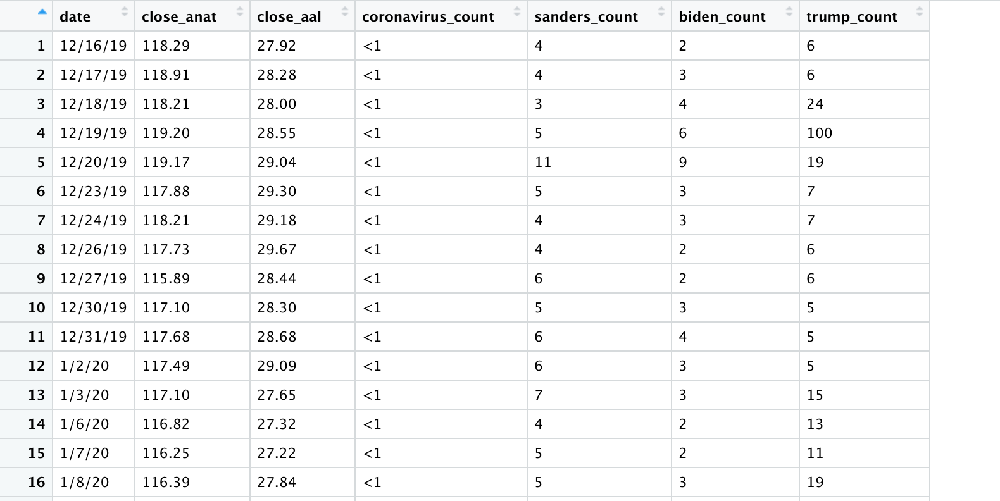 date close_anat close_aal coronavirus_count sanders_count biden_count trump_count
1 12/16/19 118.29 27.92 <1 4 2 6
2 12/17/19 118.91 28.28 <1 4 3 6
3 12/18/19 118.21 28.00 <1 3 4 24
4 12/19/19 119.20 28.55 <1 5 6 100
5 12/20/19 119.17 29.04 <1 11 9 19
6 12/23/19 117.88 29.30 <1 5 3 7
7 12/24/19 118.21 29.18 <1 4 3 7
8 12/26/19 117.73 29.67 <1 4 2 6
9 12/27/19 115.89 28.44 <1 6 2 6
10 12/30/19 117.10 28.30 <1 5 3 5
11 12/31/19 117.68 28.68 <1 6 4 5
12 1/2/20 117.49 29.09 <1 6 3 5
13 1/3/20 117.10 27.65 <1 7 3 15
14 1/6/20 116.82 27.32 <1 4 2 13
15 1/7/20 116.25 27.22 <1 5 2 11
16 1/8/20 116.39 27.84 <1 5 3 19